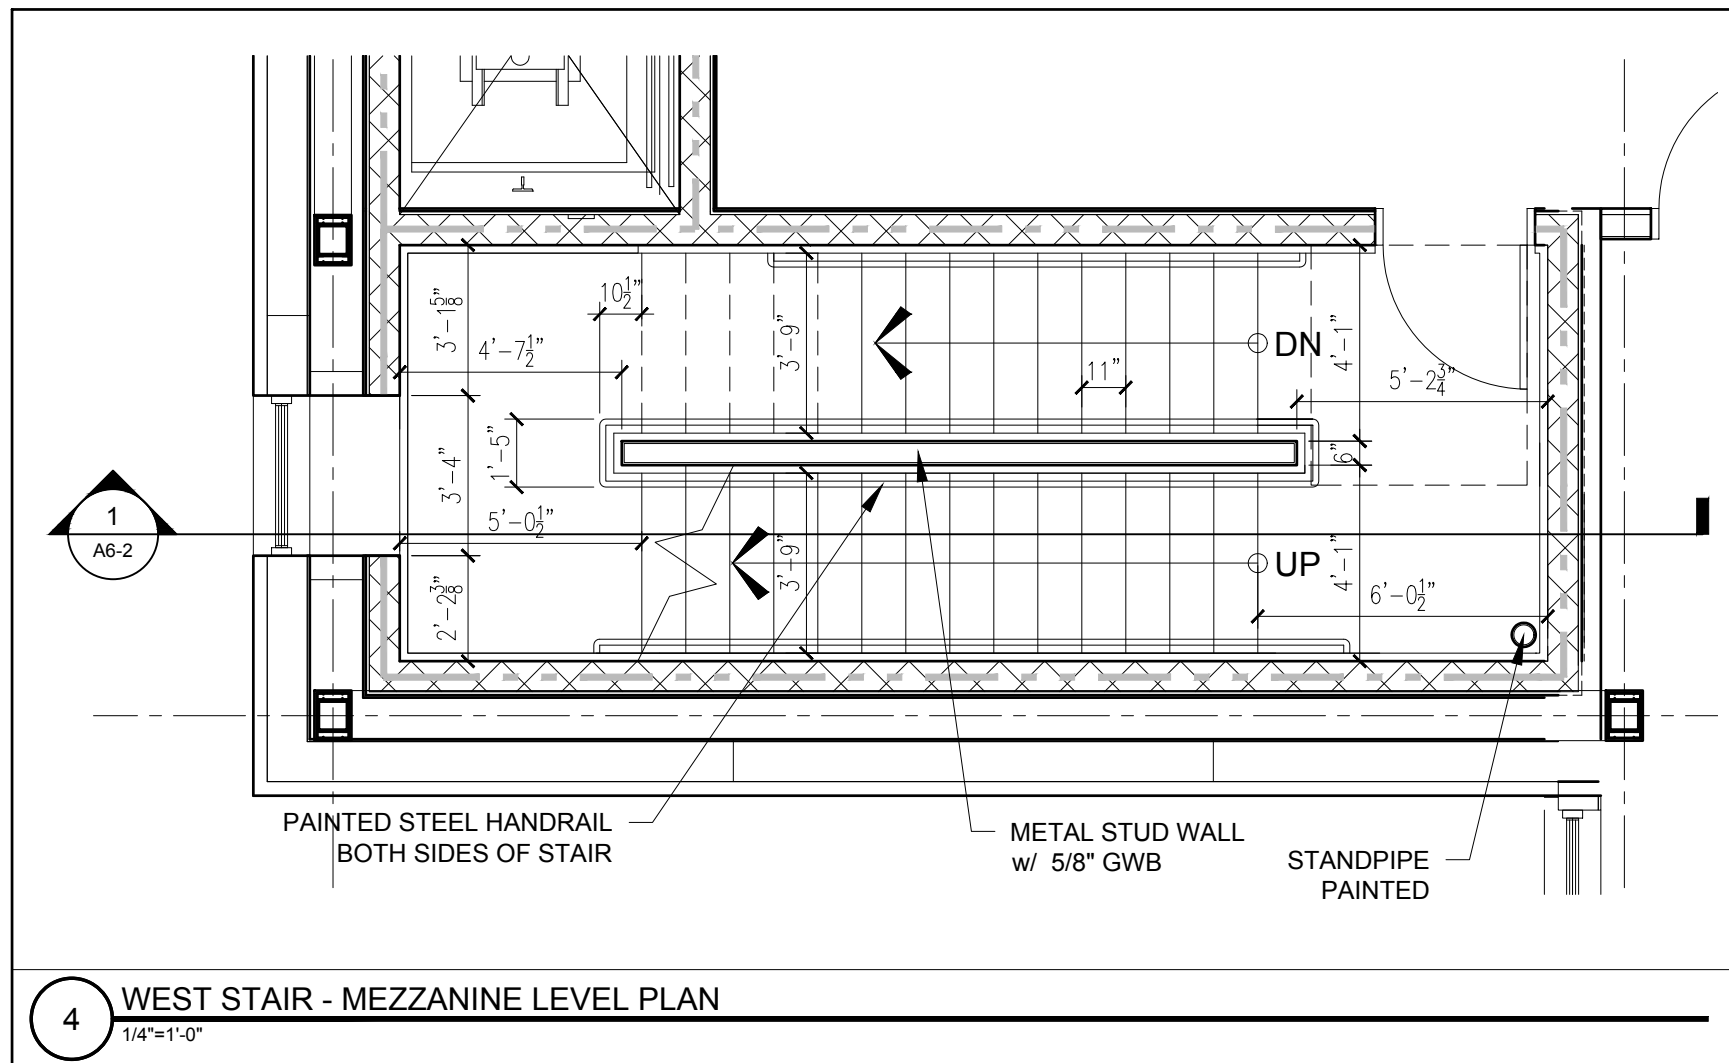 10½"
3'-1⅝"
4'-7½"
3'-9"
DN
4'-1"
11"
5'-2¾"
1'-5"
6"
3'-4"
1
A6-2
5'-0½"
3'-9"
UP
4'-1"
6'-0½"
2'-2⅜"
PAINTED STEEL HANDRAIL
BOTH SIDES OF STAIR
METAL STUD WALL
w/ 5/8" GWB
STANDPIPE
PAINTED
4
WEST STAIR - MEZZANINE LEVEL PLAN
1/4"=1'-0"